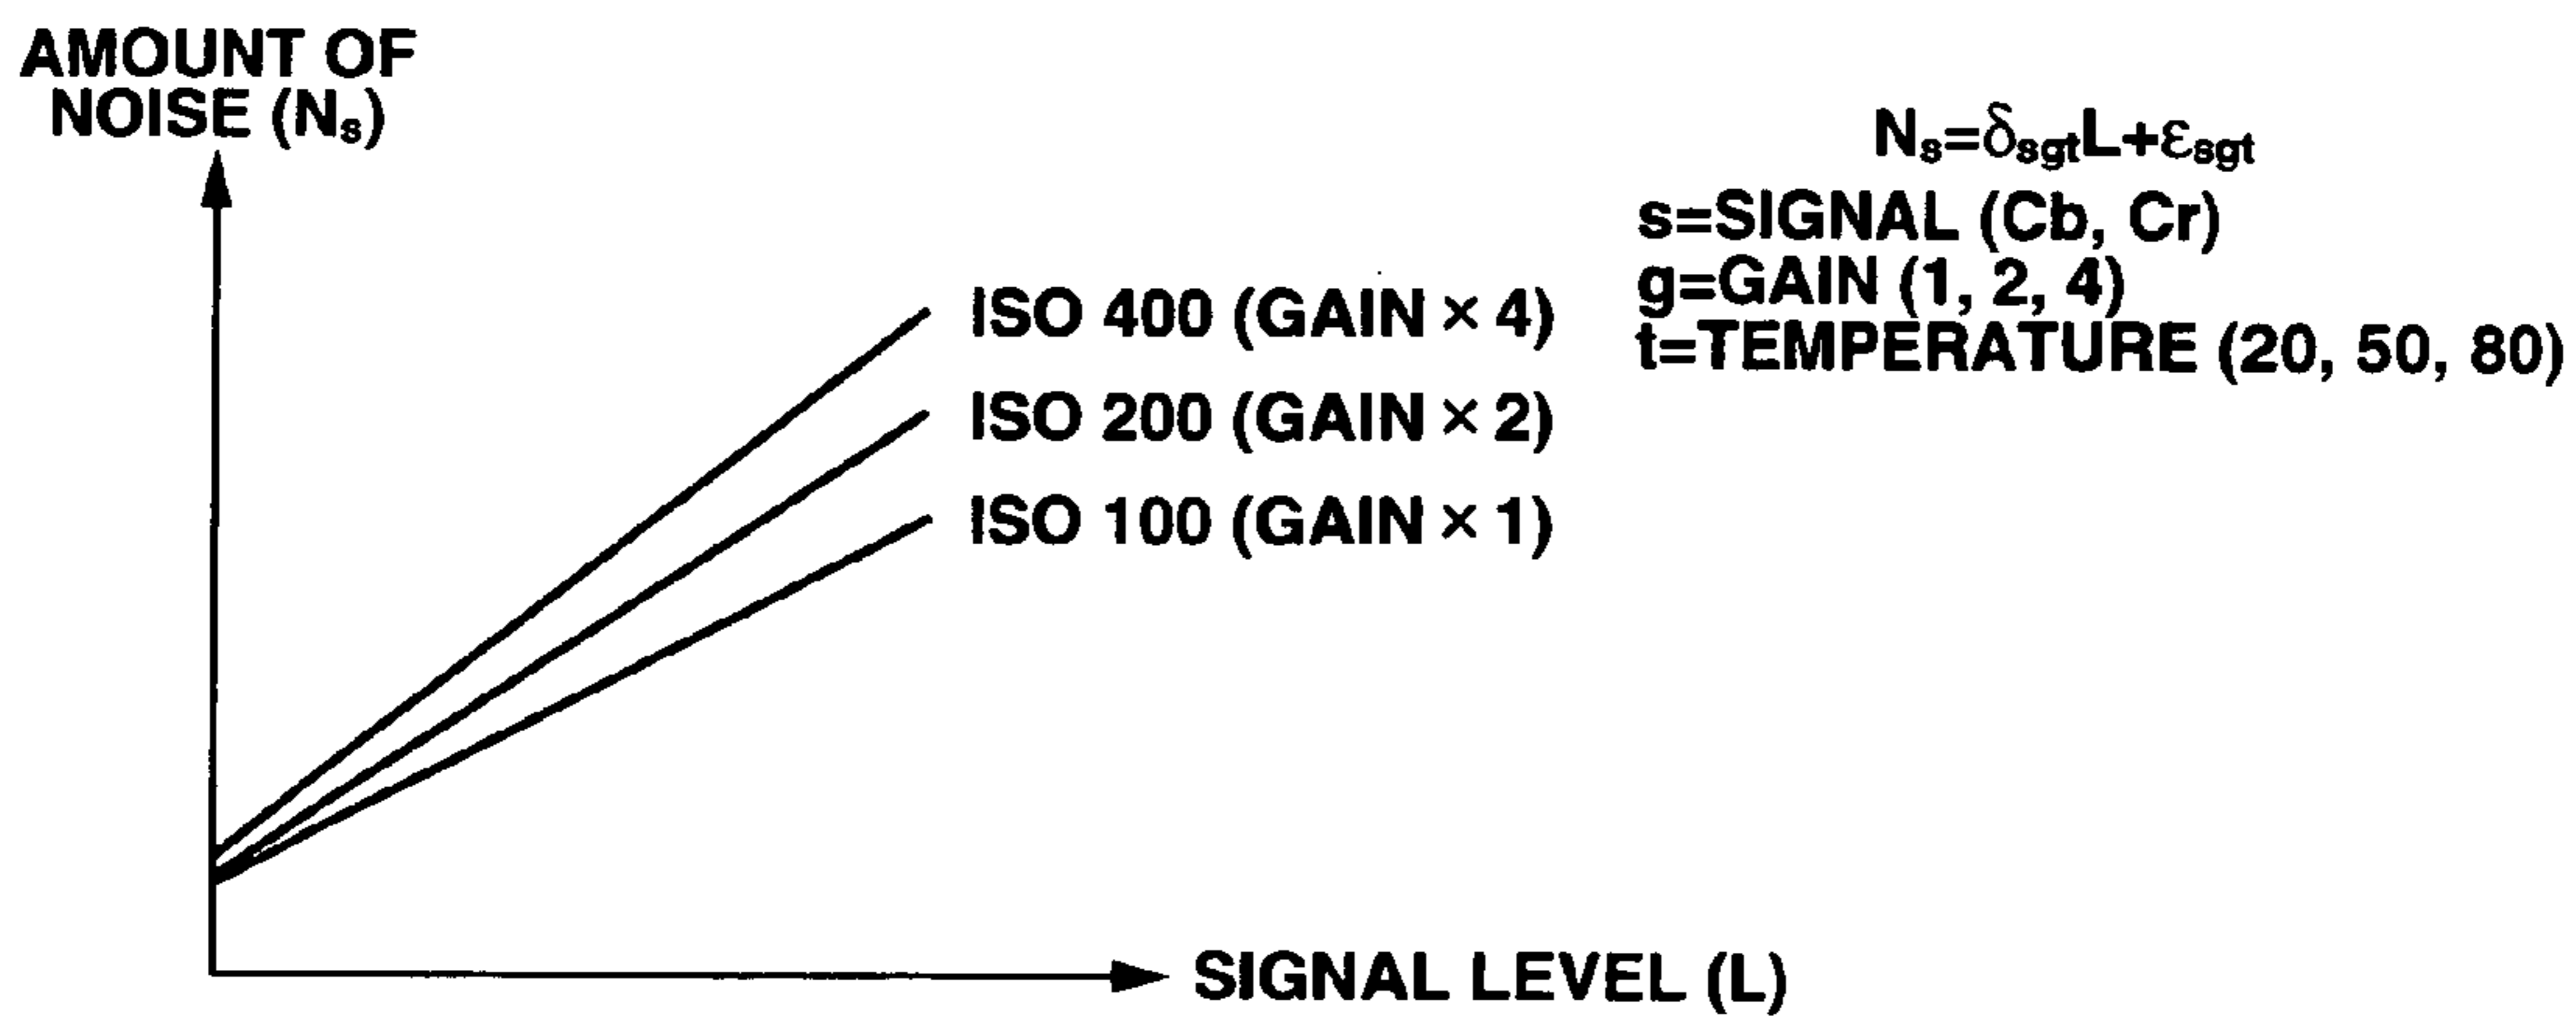 AMOUNT OF
NOISE (Ns)
Ns=δsgtL+εsgt
s=SIGNAL (Cb, Cr)
g=GAIN (1, 2, 4)
t=TEMPERATURE (20, 50, 80)
ISO 400 (GAIN × 4)
ISO 200 (GAIN × 2)
ISO 100 (GAIN × 1)
SIGNAL LEVEL (L)